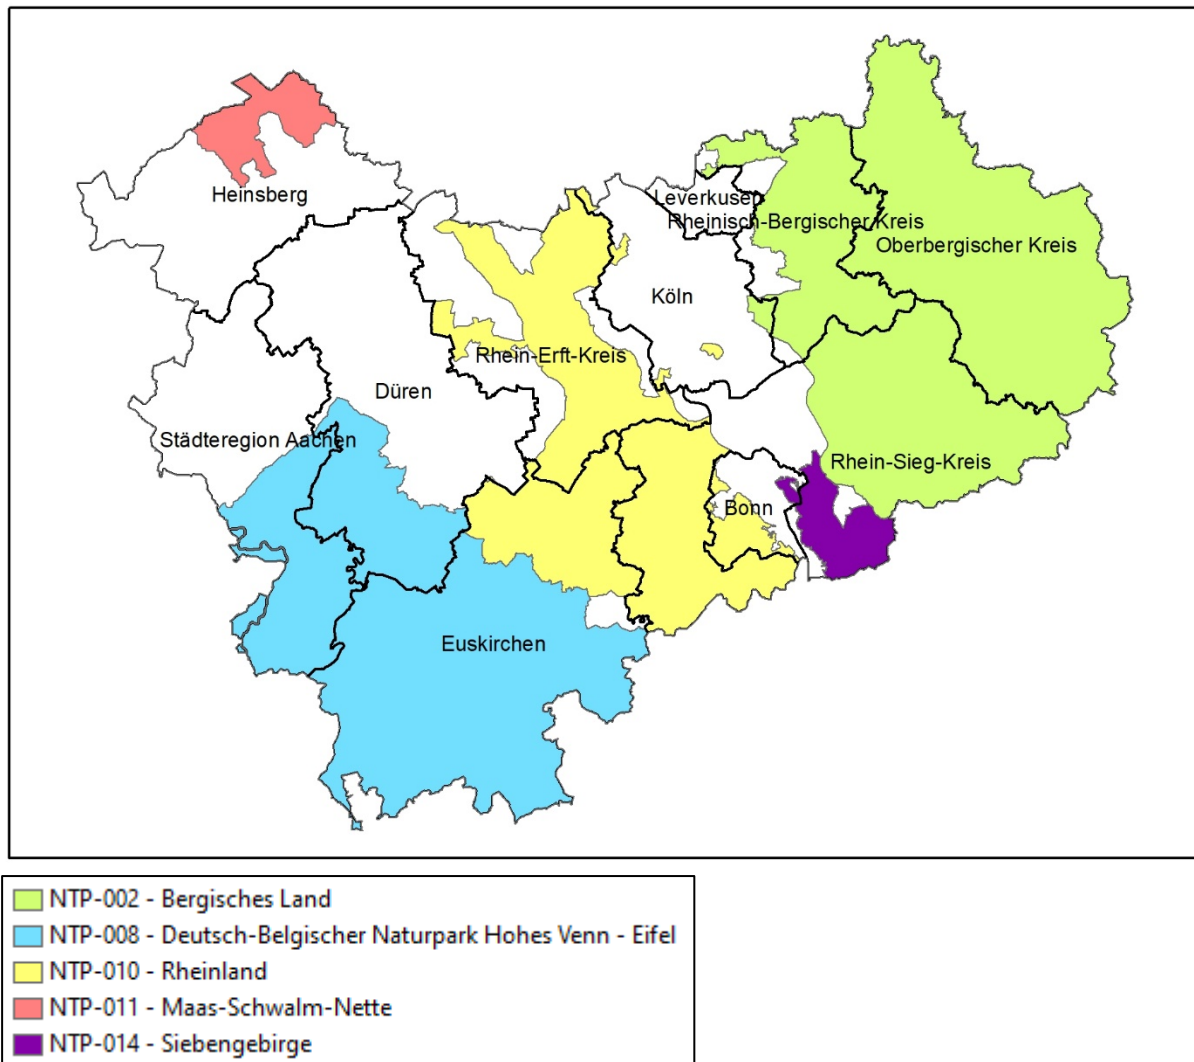 Heinsberg
Leverkusen
Rheinisch-Bergischer Kreis
Oberbergischer Kreis
Köln
Rhein-Erft-Kreis
Düren
Städteregion Aachen
Rhein-Sieg-Kreis
Bonn
Euskirchen
NTP-002 - Bergisches Land
NTP-008 - Deutsch-Belgischer Naturpark Hohes Venn - Eifel
NTP-010 - Rheinland
NTP-011 - Maas-Schwalm-Nette
NTP-014 - Siebengebirge